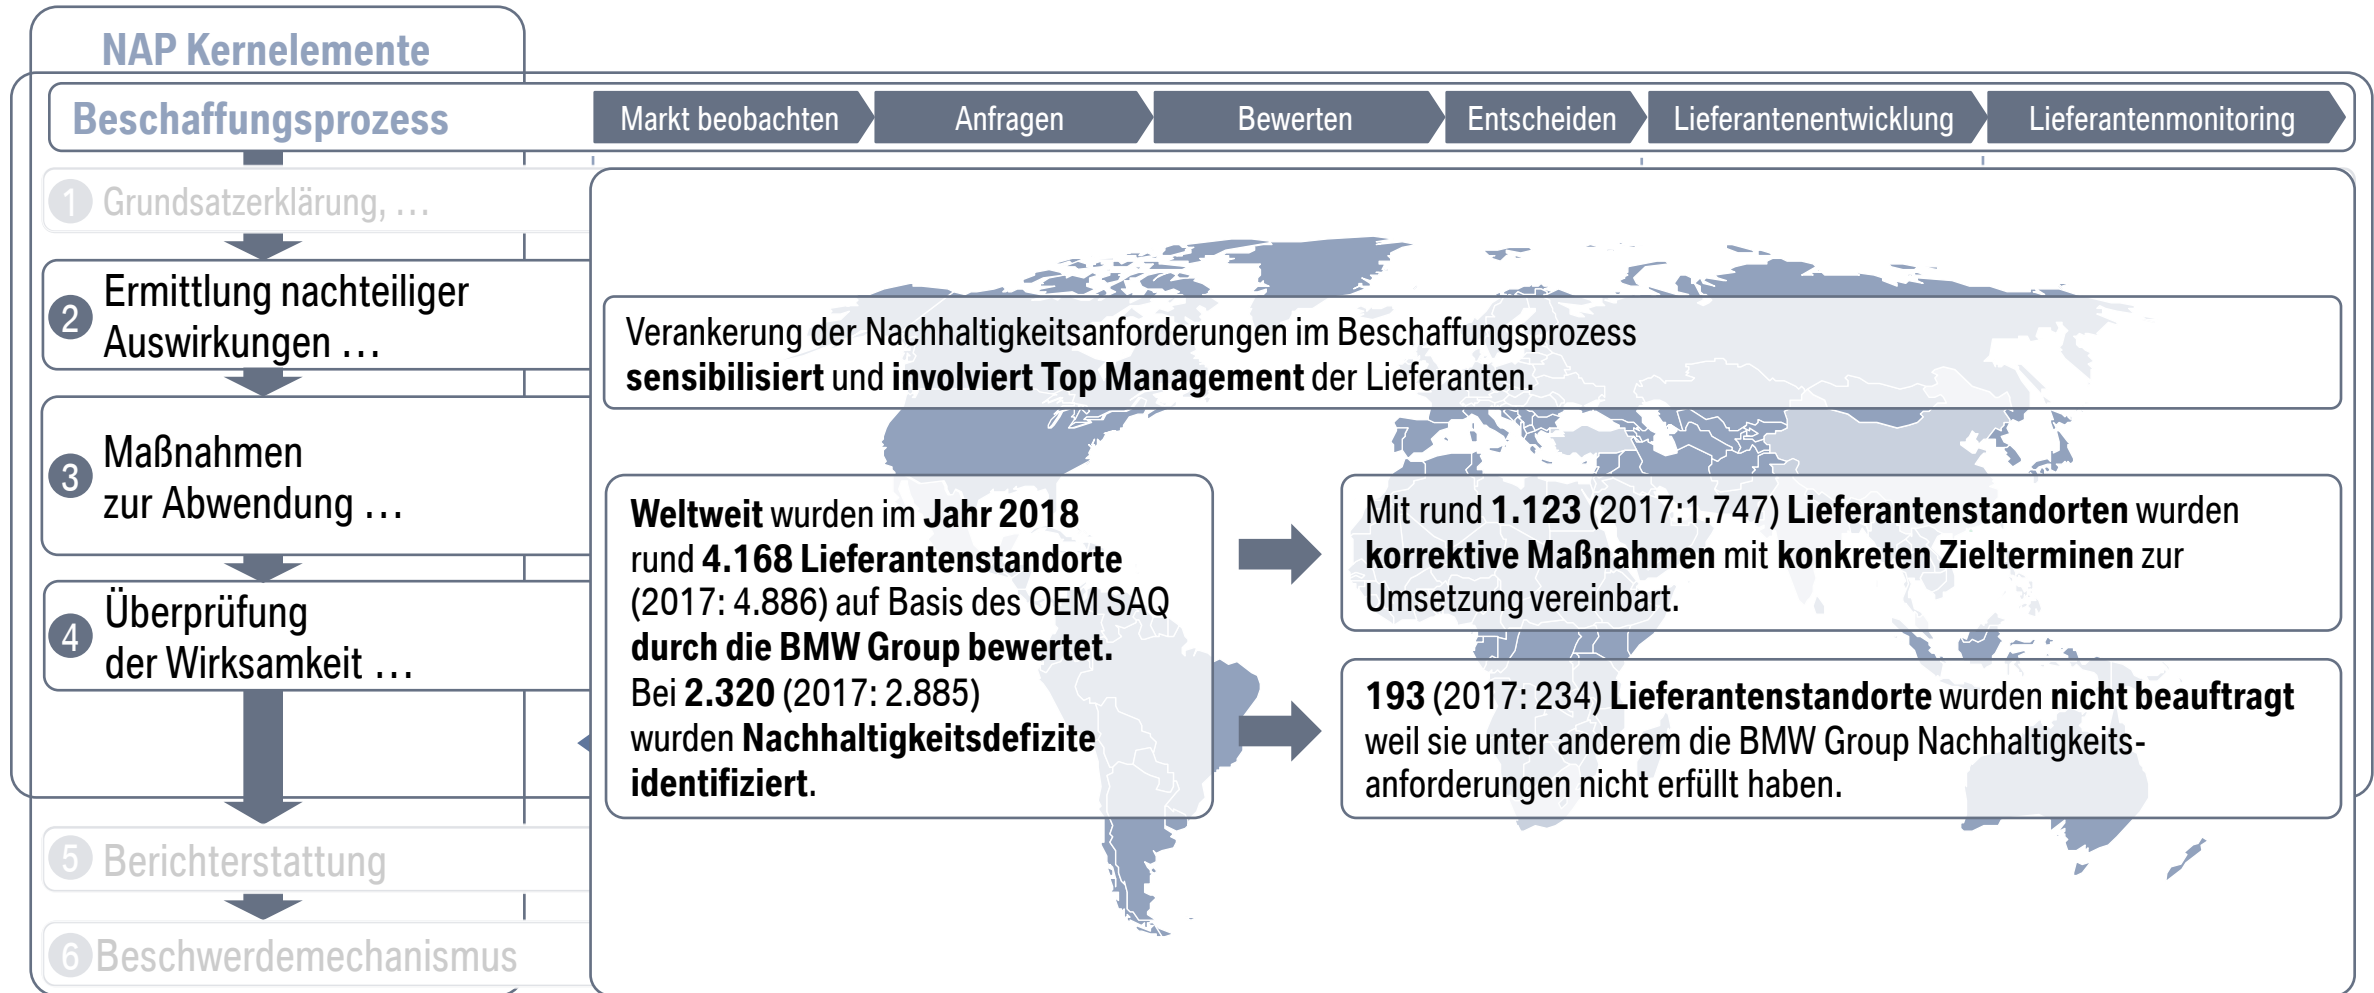 NAP Kernelemente
Beschaffungsprozess
Markt beobachten
Anfragen
Bewerten
Entscheiden
Lieferantenentwicklung
Lieferantenmonitoring
1 Grundsatzerklärung, …
2 Ermittlung nachteiliger
Auswirkungen …
3 Maßnahmen
zur Abwendung …
4 Überprüfung
der Wirksamkeit …
5 Berichterstattung
6 Beschwerdemechanismus
Verankerung der Nachhaltigkeitsanforderungen im Beschaffungsprozess
sensibilisiert und involviert Top Management der Lieferanten.
Weltweit wurden im Jahr 2018
rund 4.168 Lieferantenstandorte
(2017: 4.886) auf Basis des OEM SAQ
durch die BMW Group bewertet.
Bei 2.320 (2017: 2.885)
wurden Nachhaltigkeitsdefizite
identifiziert.
Mit rund 1.123 (2017:1.747) Lieferantenstandorten wurden
korrektive Maßnahmen mit konkreten Zielterminen zur
Umsetzung vereinbart.
193 (2017: 234) Lieferantenstandorte wurden nicht beauftragt
weil sie unter anderem die BMW Group Nachhaltigkeits-
anforderungen nicht erfüllt haben.